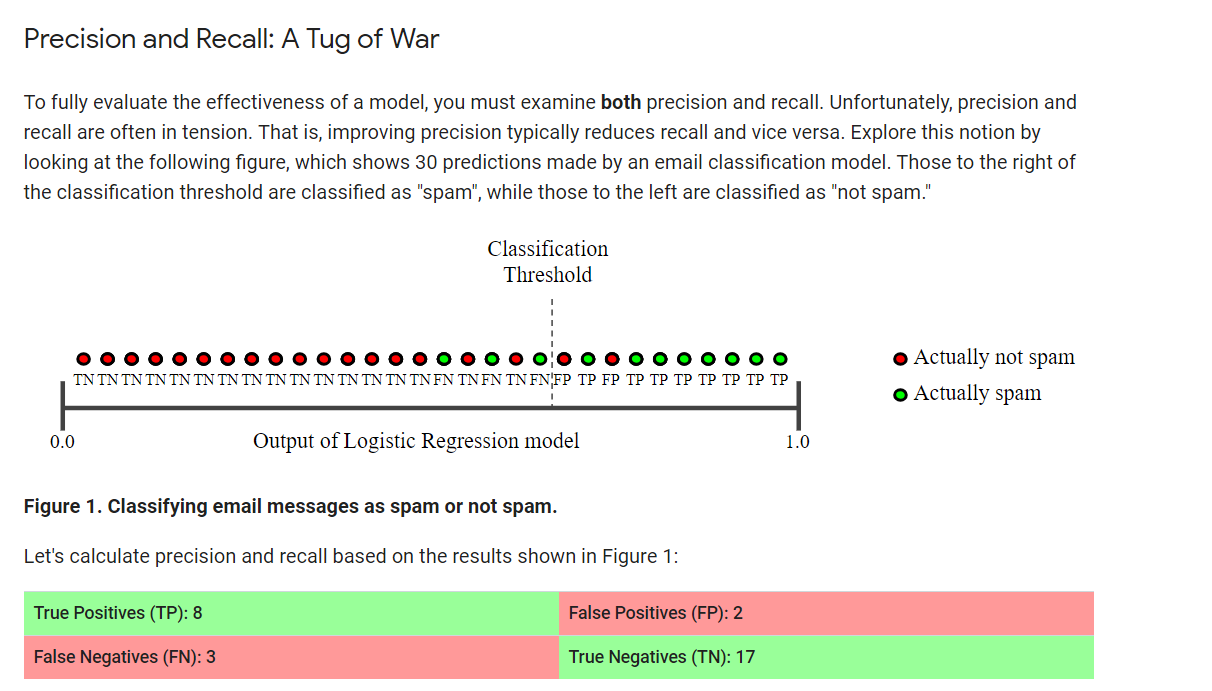 Precision and Recall: A Tug of War
To fully evaluate the effectiveness of a model, you must examine both precision and recall. Unfortunately, precision and
recall are often in tension. That is, improving precision typically reduces recall and vice versa. Explore this notion by
looking at the following figure, which shows 30 predictions made by an email classification model. Those to the right of
the classification threshold are classified as "spam", while those to the left are classified as "not spam."
Classification
Threshold
TN TN TN TN TN TN TN TN TN TN TN TN TN TN TN FN TN FN TN FN FP TP FP TP TP TP TP TP TP TP
Actually not spam
Actually spam
0.0 Output of Logistic Regression model 1.0
Figure 1. Classifying email messages as spam or not spam.
Let's calculate precision and recall based on the results shown in Figure 1:
True Positives (TP): 8 False Positives (FP): 2
False Negatives (FN): 3 True Negatives (TN): 17